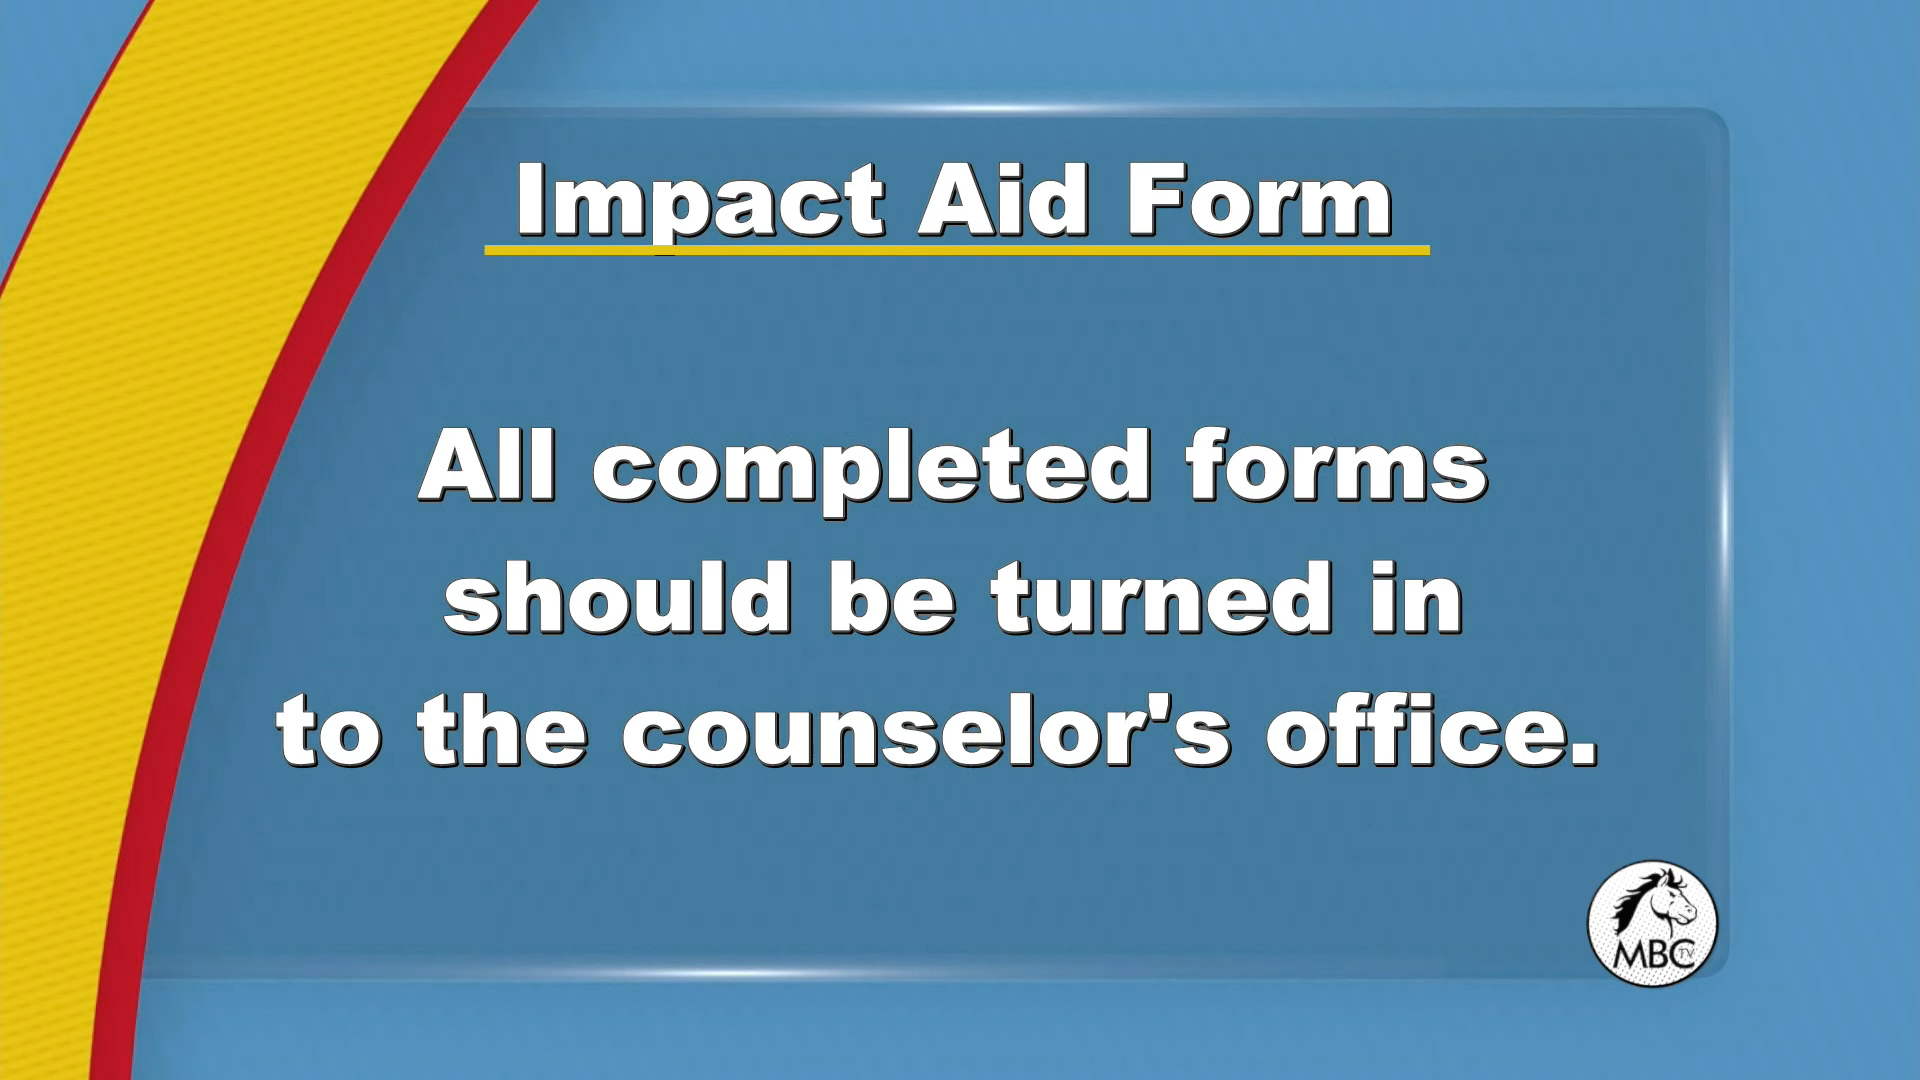 Impact Aid Form
All completed forms
should be turned in
to the counselor's office.
MBC TV